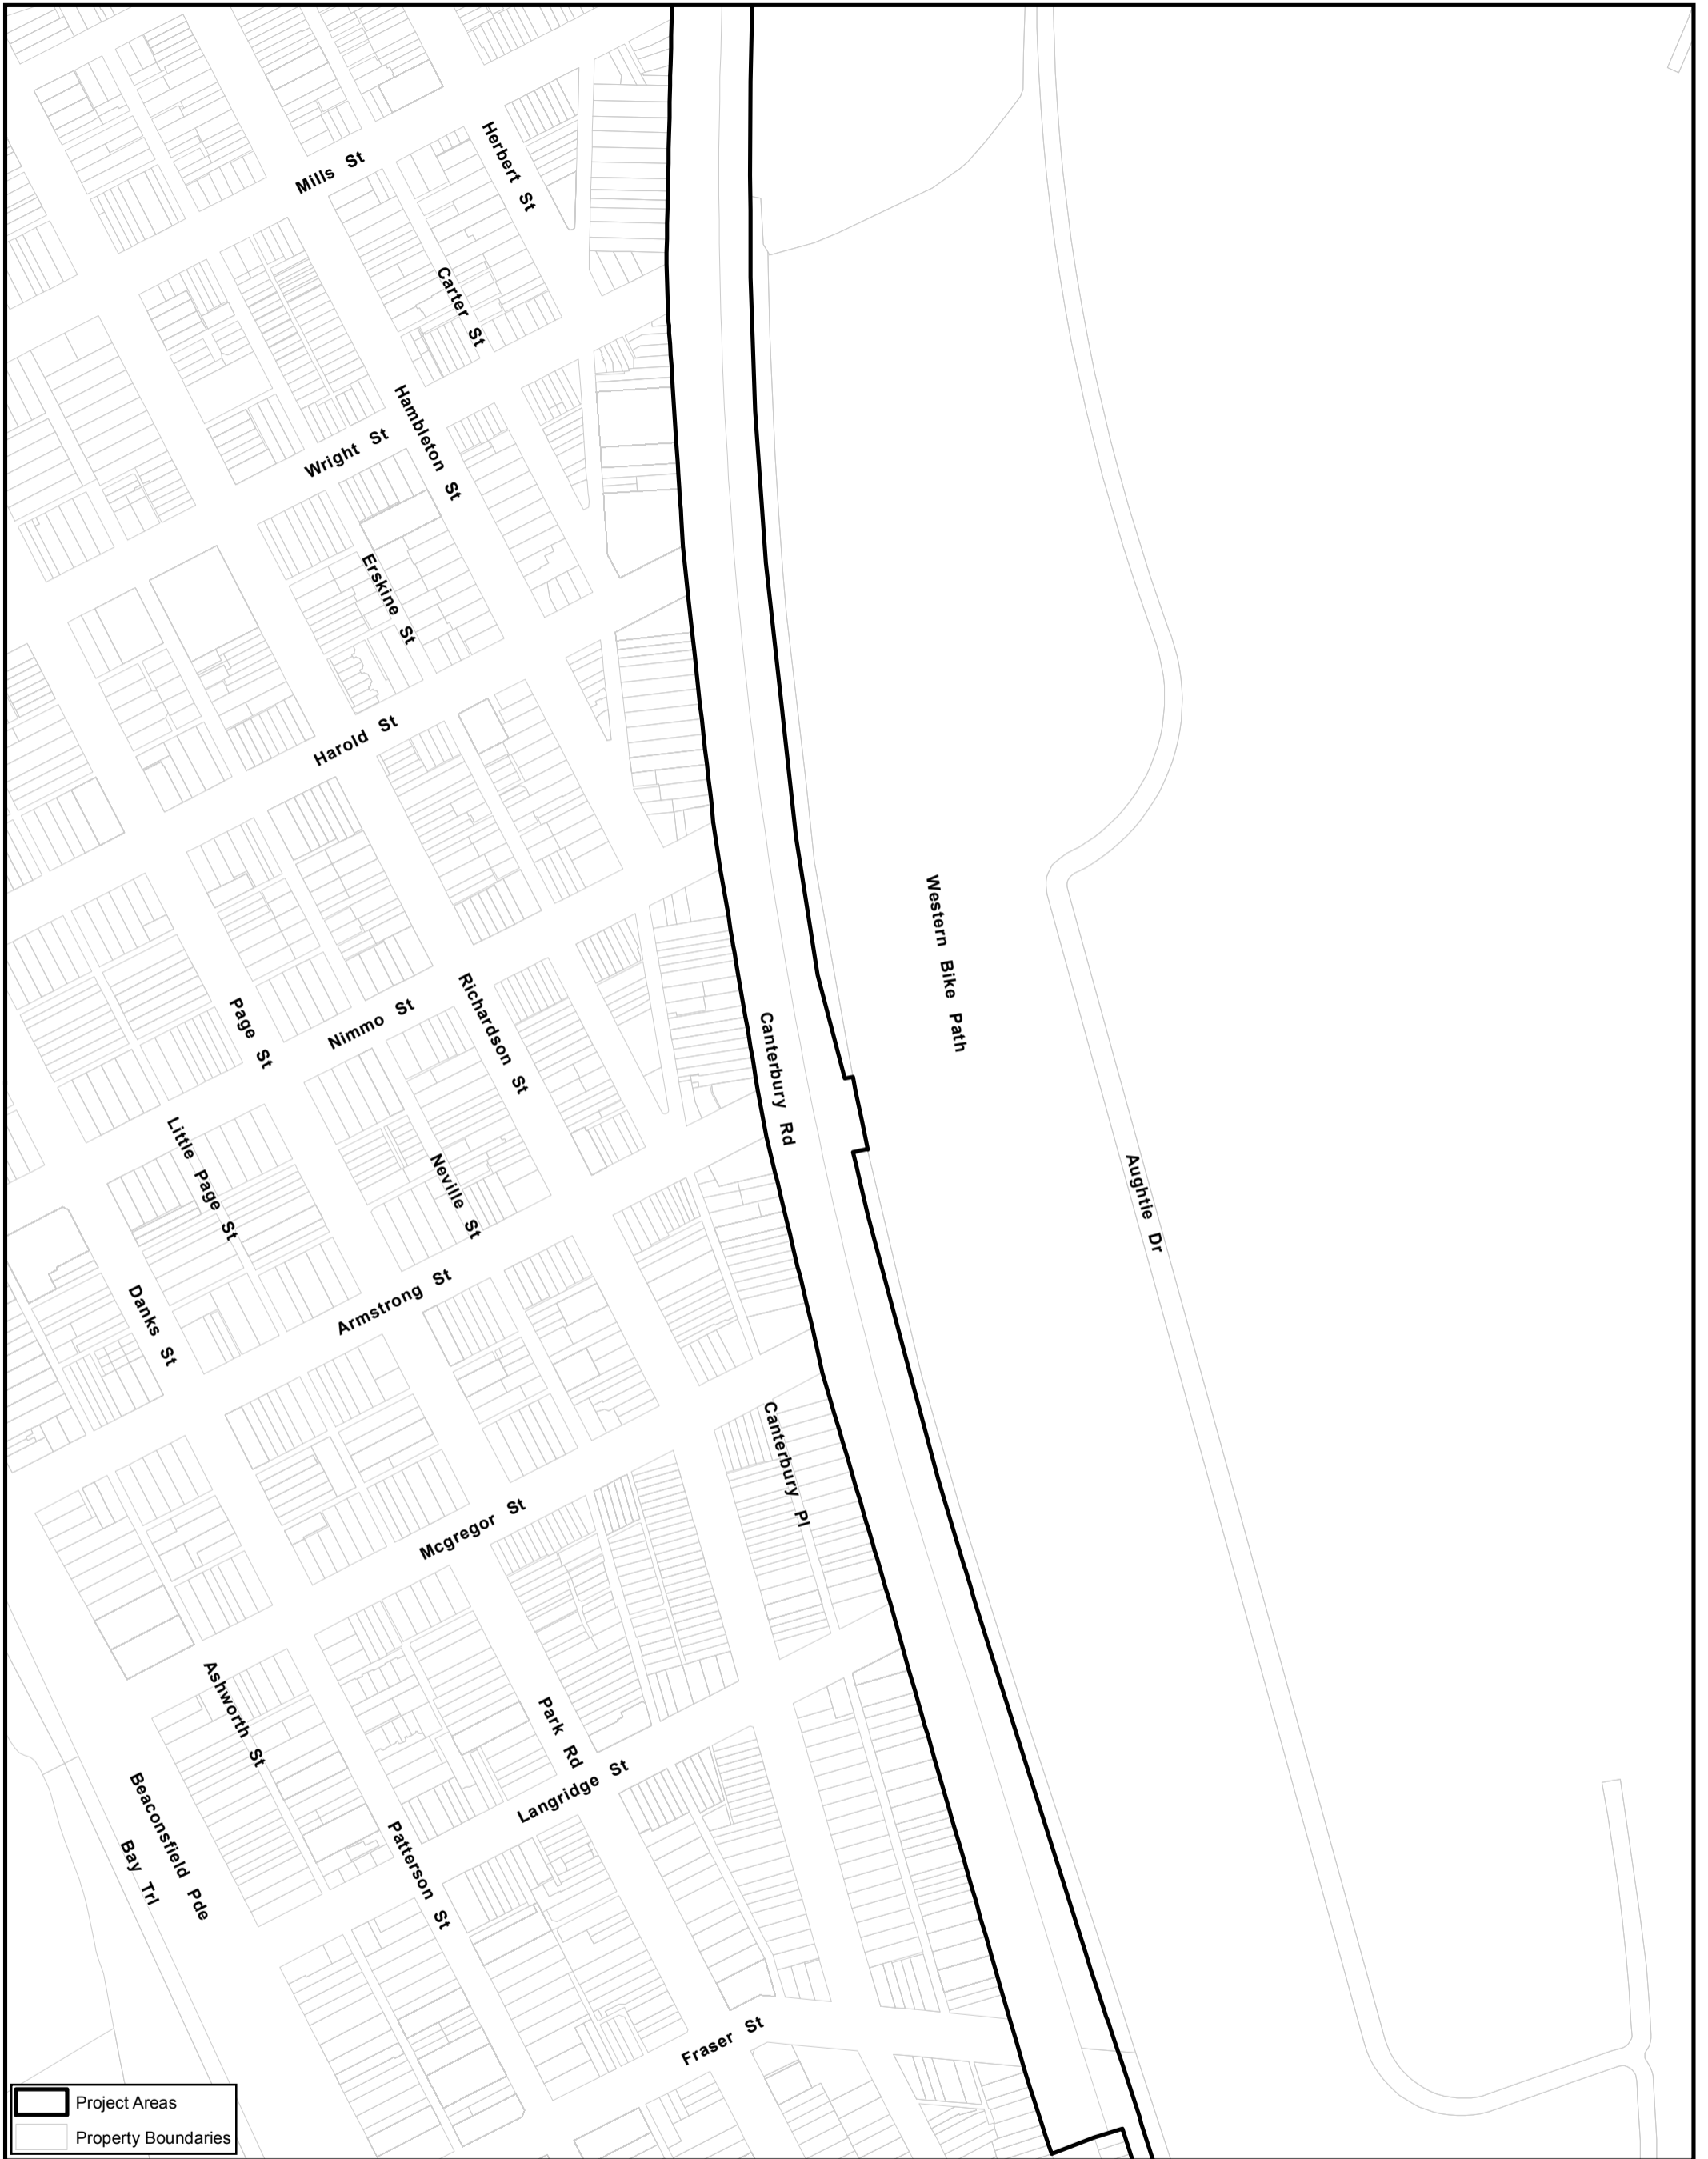 Herbert St
Mills St
Carter St
Hambleton St
Wright St
Erskine St
Harold St
Western Bike Path
Richardson St
Page St
Nimmo St
Canterbury Rd
Little Page St
Neville St
Aughtie Dr
Danks St
Armstrong St
Canterbury Pl
Mcgregor St
Ashworth St
Park Rd
Langridge St
Beaconsfield Pde
Patterson St
Bay Trl
Fraser St
Project Areas
Property Boundaries